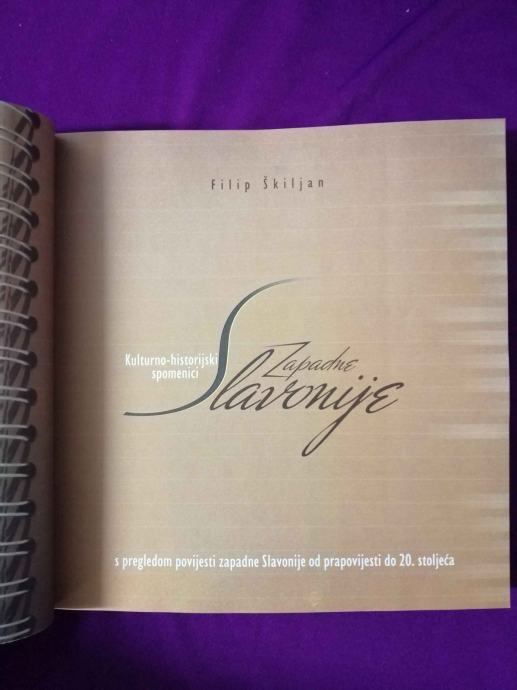 Filip Škiljan
Kulturno-historijski
spomenici
Zapadne
Slavonije
s pregledom povijesti zapadne Slavonije od prapovijesti do 20. stoljeća